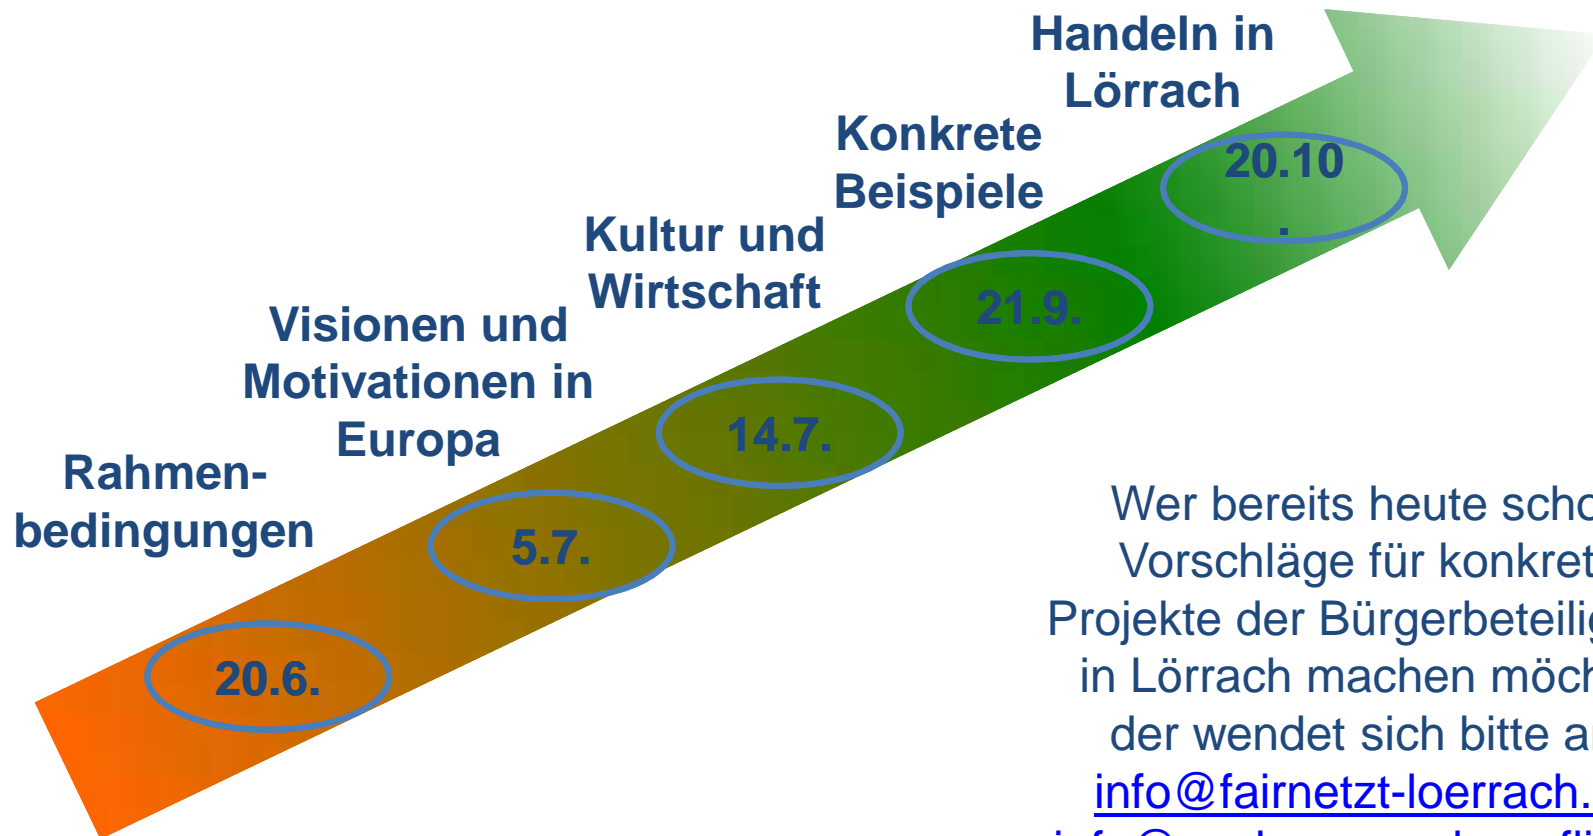 Handeln in
Lörrach
20.10
.
Konkrete
Beispiele
21.9.
Kultur und
Wirtschaft
14.7.
Visionen und
Motivationen in
Europa
5.7.
Rahmen-
bedingungen
20.6.
Wer bereits heute scho
Vorschläge für konkret
Projekte der Bürgerbeteilig
in Lörrach machen möch
der wendet sich bitte a
info@fairnetzt-loerrach.